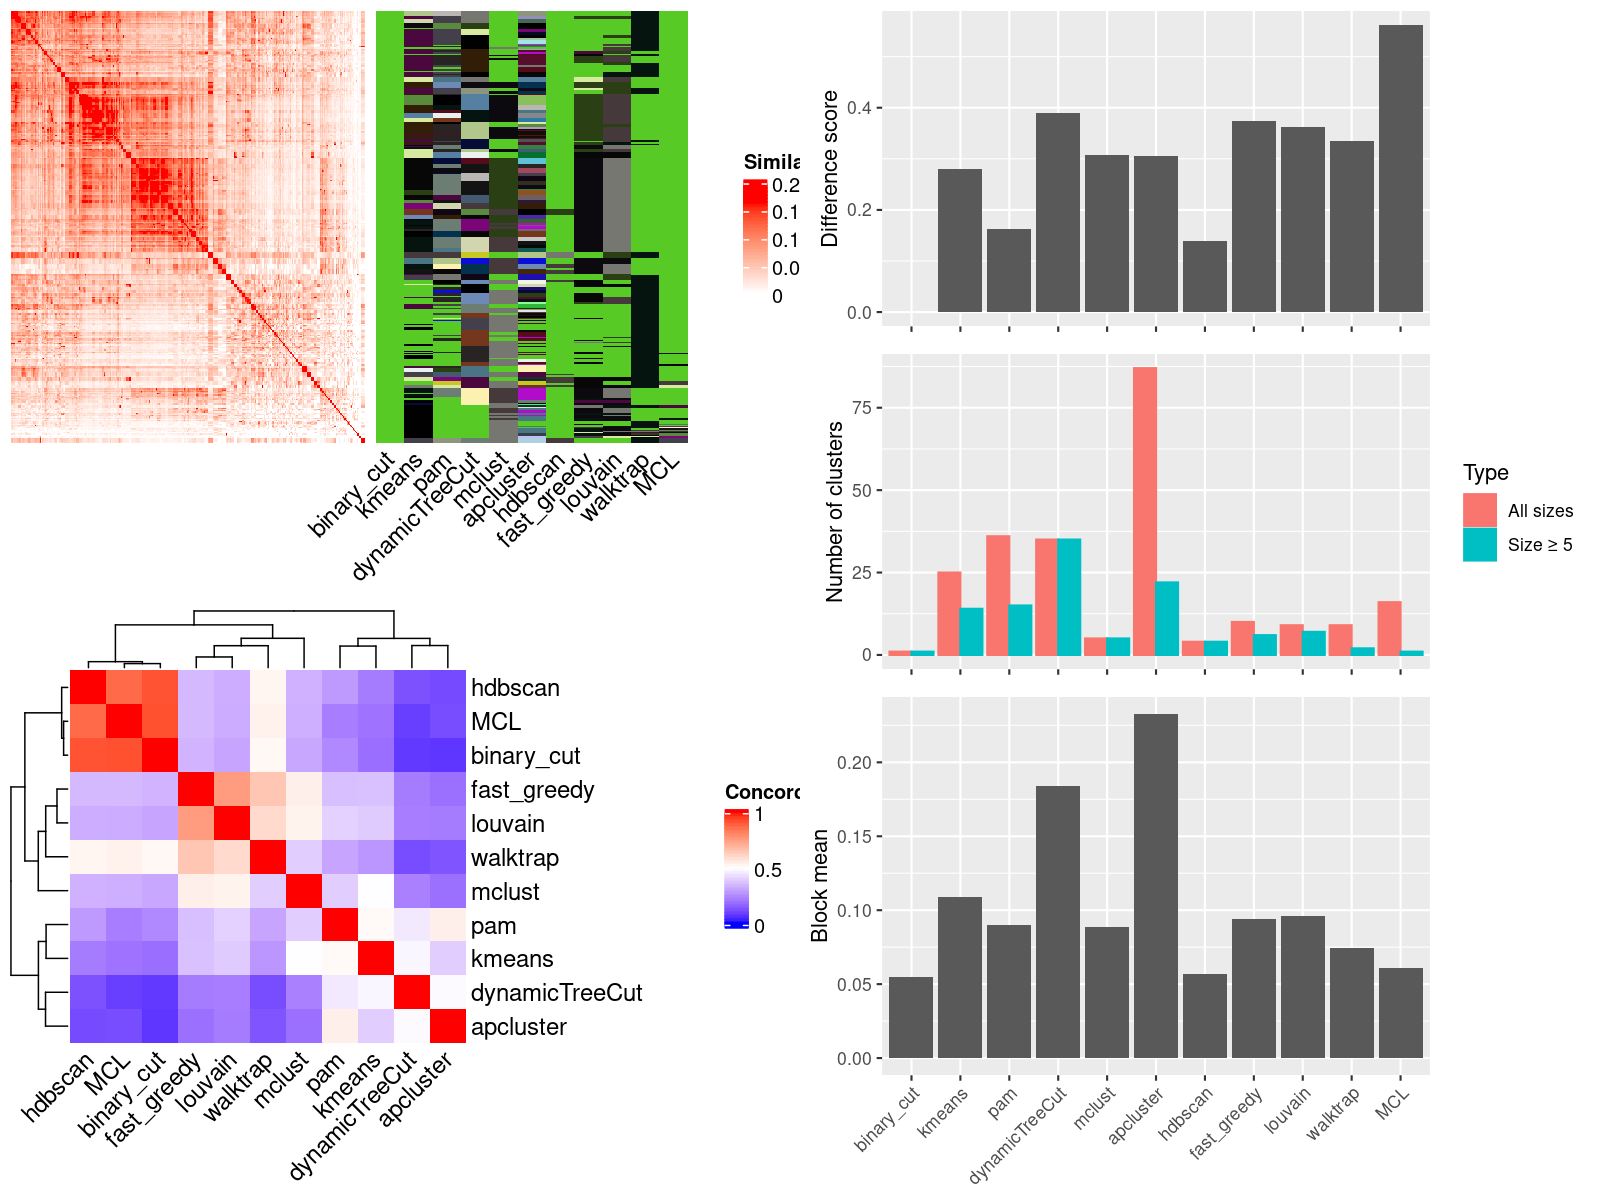 Simila
0.2
0.1
0.1
0.0
0
binary_cut
kmeans
pam
dynamicTreeCut
mclust
apcluster
hdbscan
fast_greedy
louvain
walktrap
MCL
hdbscan
MCL
binary_cut
fast_greedy
louvain
walktrap
mclust
pam
kmeans
dynamicTreeCut
apcluster
hdbscan
MCL
binary_cut
fast_greedy
louvain
walktrap
mclust
pam
kmeans
dynamicTreeCut
apcluster
Concord
1
0.5
0
Difference score
0.4
0.2
0.0
Number of clusters
75
50
25
0
Type
All sizes
Size ≥ 5
Block mean
0.20
0.15
0.10
0.05
0.00
binary_cut
kmeans
pam
dynamicTreeCut
mclust
apcluster
hdbscan
fast_greedy
louvain
walktrap
MCL